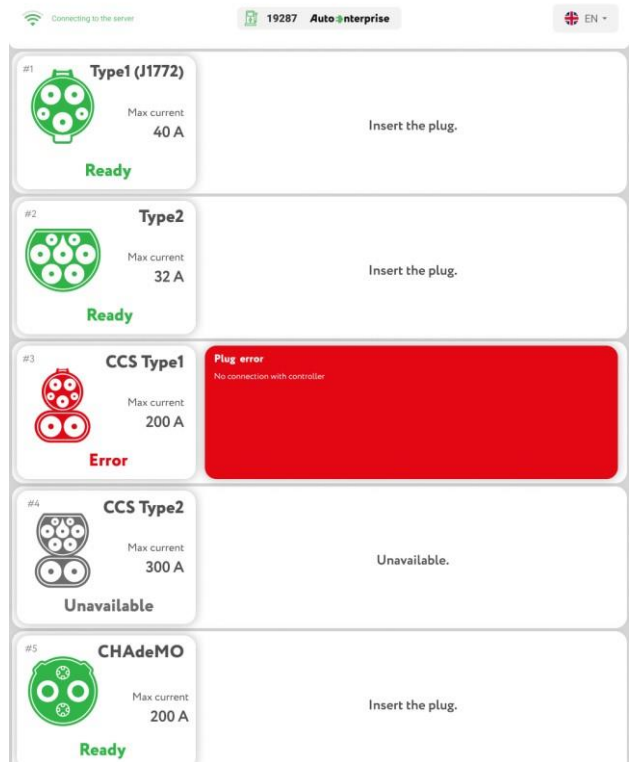 Connecting to the server
19287 Auto Enterprise
EN
#1
Type1 (J1772)
Max current
40 A
Ready
Insert the plug.
#2
Type2
Max current
32 A
Ready
Insert the plug.
#3
CCS Type1
Max current
200 A
Error
Plug error
No connection with controller
#4
CCS Type2
Max current
300 A
Unavailable
Unavailable.
#5
CHAdeMO
Max current
200 A
Ready
Insert the plug.